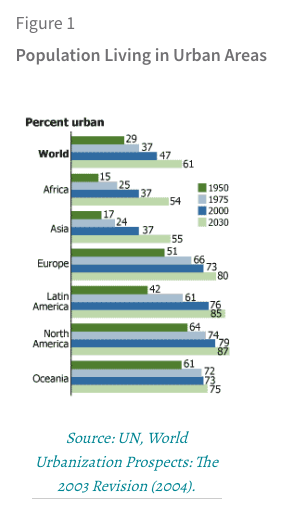 Figure 1
Population Living in Urban Areas
Percent urban
World 29 37 47 61
Africa 15 25 37 54
Asia 17 24 37 55
Europe 51 66 73 80
Latin America 42 61 76 85
North America 64 74 79 87
Oceania 61 72 73 75
1950
1975
2000
2030
Source: UN, World
Urbanization Prospects: The
2003 Revision (2004).